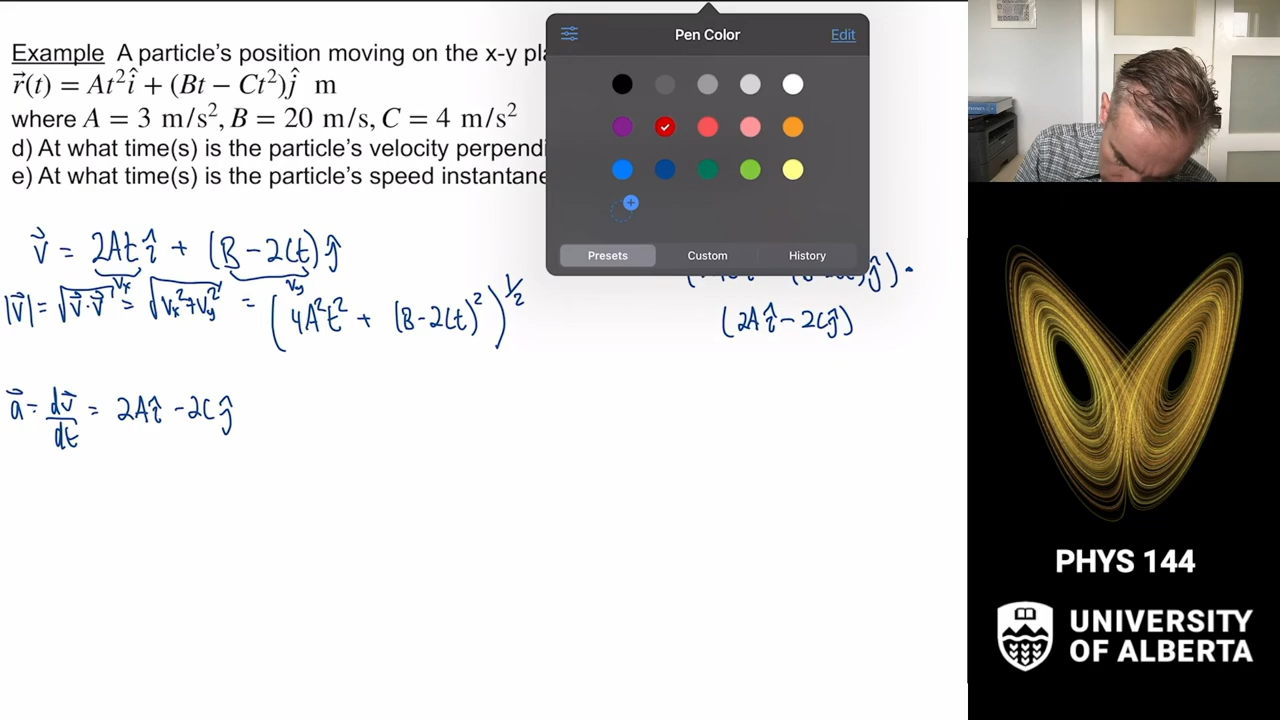 Example A particle's position moving on the x-y pla
r⃗(t) = At²î + (Bt − Ct²)ĵ m
where A = 3 m/s², B = 20 m/s, C = 4 m/s²
d) At what time(s) is the particle's velocity perpendi
e) At what time(s) is the particle's speed instantane
Pen Color
Edit
Presets
Custom
History
v⃗ = 2Atî + (B − 2Ct)ĵ
vx
vy
|v⃗| = √v⃗·v⃗ = √vx²+vy² = (4A²t² + (B−2Ct)²)^1/2
ĵ) •
(2Aî − 2Cĵ)
a⃗ = dv⃗/dt = 2Aî − 2Cĵ
PHYS 144
UNIVERSITY
OF ALBERTA